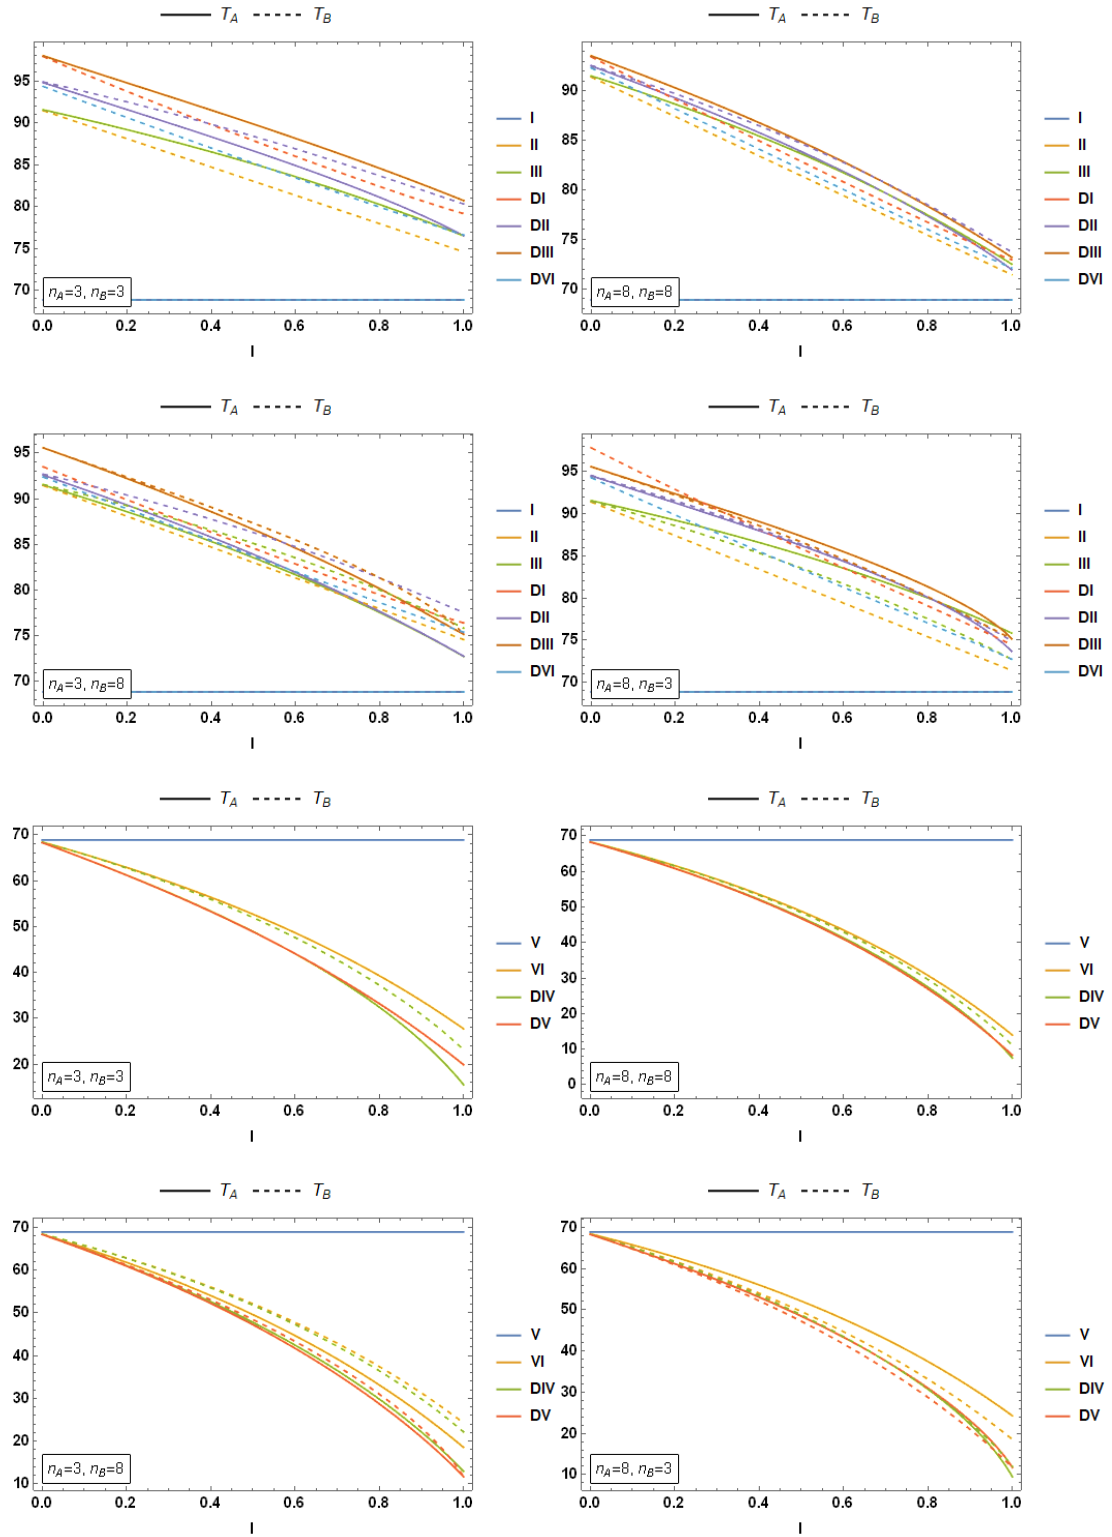 T_A T_B
95
90
85
80
75
70
0.0 0.2 0.4 0.6 0.8 1.0
I
n_A=3, n_B=3
I
II
III
DI
DII
DIII
DVI
T_A T_B
90
85
80
75
70
0.0 0.2 0.4 0.6 0.8 1.0
I
n_A=8, n_B=8
I
II
III
DI
DII
DIII
DVI
T_A T_B
95
90
85
80
75
70
0.0 0.2 0.4 0.6 0.8 1.0
I
n_A=3, n_B=8
I
II
III
DI
DII
DIII
DVI
T_A T_B
95
90
85
80
75
70
0.0 0.2 0.4 0.6 0.8 1.0
I
n_A=8, n_B=3
I
II
III
DI
DII
DIII
DVI
T_A T_B
70
60
50
40
30
20
0.0 0.2 0.4 0.6 0.8 1.0
I
n_A=3, n_B=3
V
VI
DIV
DV
T_A T_B
70
60
50
40
30
20
10
0
0.0 0.2 0.4 0.6 0.8 1.0
I
n_A=8, n_B=8
V
VI
DIV
DV
T_A T_B
70
60
50
40
30
20
10
0.0 0.2 0.4 0.6 0.8 1.0
I
n_A=3, n_B=8
V
VI
DIV
DV
T_A T_B
70
60
50
40
30
20
10
0.0 0.2 0.4 0.6 0.8 1.0
I
n_A=8, n_B=3
V
VI
DIV
DV